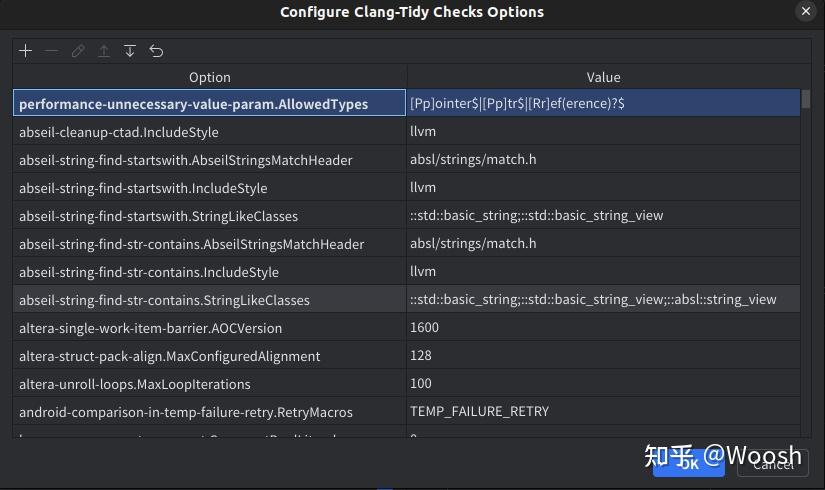 Configure Clang-Tidy Checks Options
Option Value
performance-unnecessary-value-param.AllowedTypes [Pp]ointer$|[Pp]tr$|[Rr]ef(erence)?$
abseil-cleanup-ctad.IncludeStyle llvm
abseil-string-find-startswith.AbseilStringsMatchHeader absl/strings/match.h
abseil-string-find-startswith.IncludeStyle llvm
abseil-string-find-startswith.StringLikeClasses ::std::basic_string;::std::basic_string_view
abseil-string-find-str-contains.AbseilStringsMatchHeader absl/strings/match.h
abseil-string-find-str-contains.IncludeStyle llvm
abseil-string-find-str-contains.StringLikeClasses ::std::basic_string;::std::basic_string_view;::absl::string_view
altera-single-work-item-barrier.AOCVersion 1600
altera-struct-pack-align.MaxConfiguredAlignment 128
altera-unroll-loops.MaxLoopIterations 100
android-comparison-in-temp-failure-retry.RetryMacros TEMP_FAILURE_RETRY
OK Cancel
知乎 @Woosh